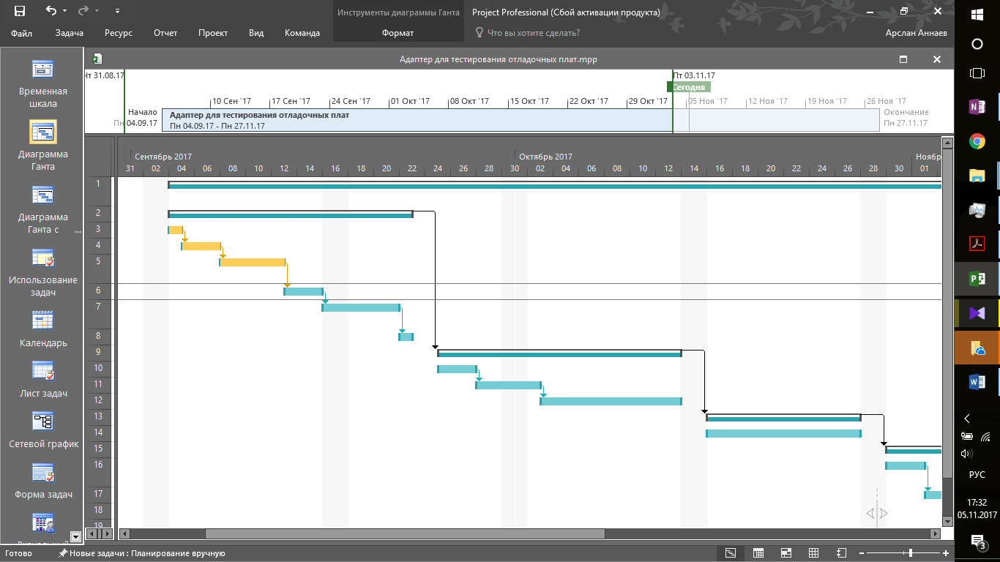 Инструменты диаграммы Ганта
Project Professional (Сбой активации продукта)
Файл Задача Ресурс Отчет Проект Вид Команда Формат Что вы хотите сделать? Арслан Аннаев
Адаптер для тестирования отладочных плат.mpp
Временная
шкала
Диаграмма
Ганта
Диаграмма
Ганта с ...
Использование
задач
Календарь
Лист задач
Сетевой график
Форма задач
Чт 31.08.17 Пт 03.11.17
Сегодня
10 Сен '17 17 Сен '17 24 Сен '17 01 Окт '17 08 Окт '17 15 Окт '17 22 Окт '17 29 Окт '17 05 Ноя '17 12 Ноя '17 19 Ноя '17 26 Ноя '17
Начало
Пн 04.09.17
Адаптер для тестирования отладочных плат
Пн 04.09.17 - Пн 27.11.17
Окончание
Пн 27.11.17
Сентябрь 2017 Октябрь 2017 Ноябр
31 02 04 06 08 10 12 14 16 18 20 22 24 26 28 30 02 04 06 08 10 12 14 16 18 20 22 24 26 28 30 01
1
2
3
4
5
6
7
8
9
10
11
12
13
14
15
16
17
18
19
РУС
17:32
05.11.2017
3
Готово Новые задачи : Планирование вручную